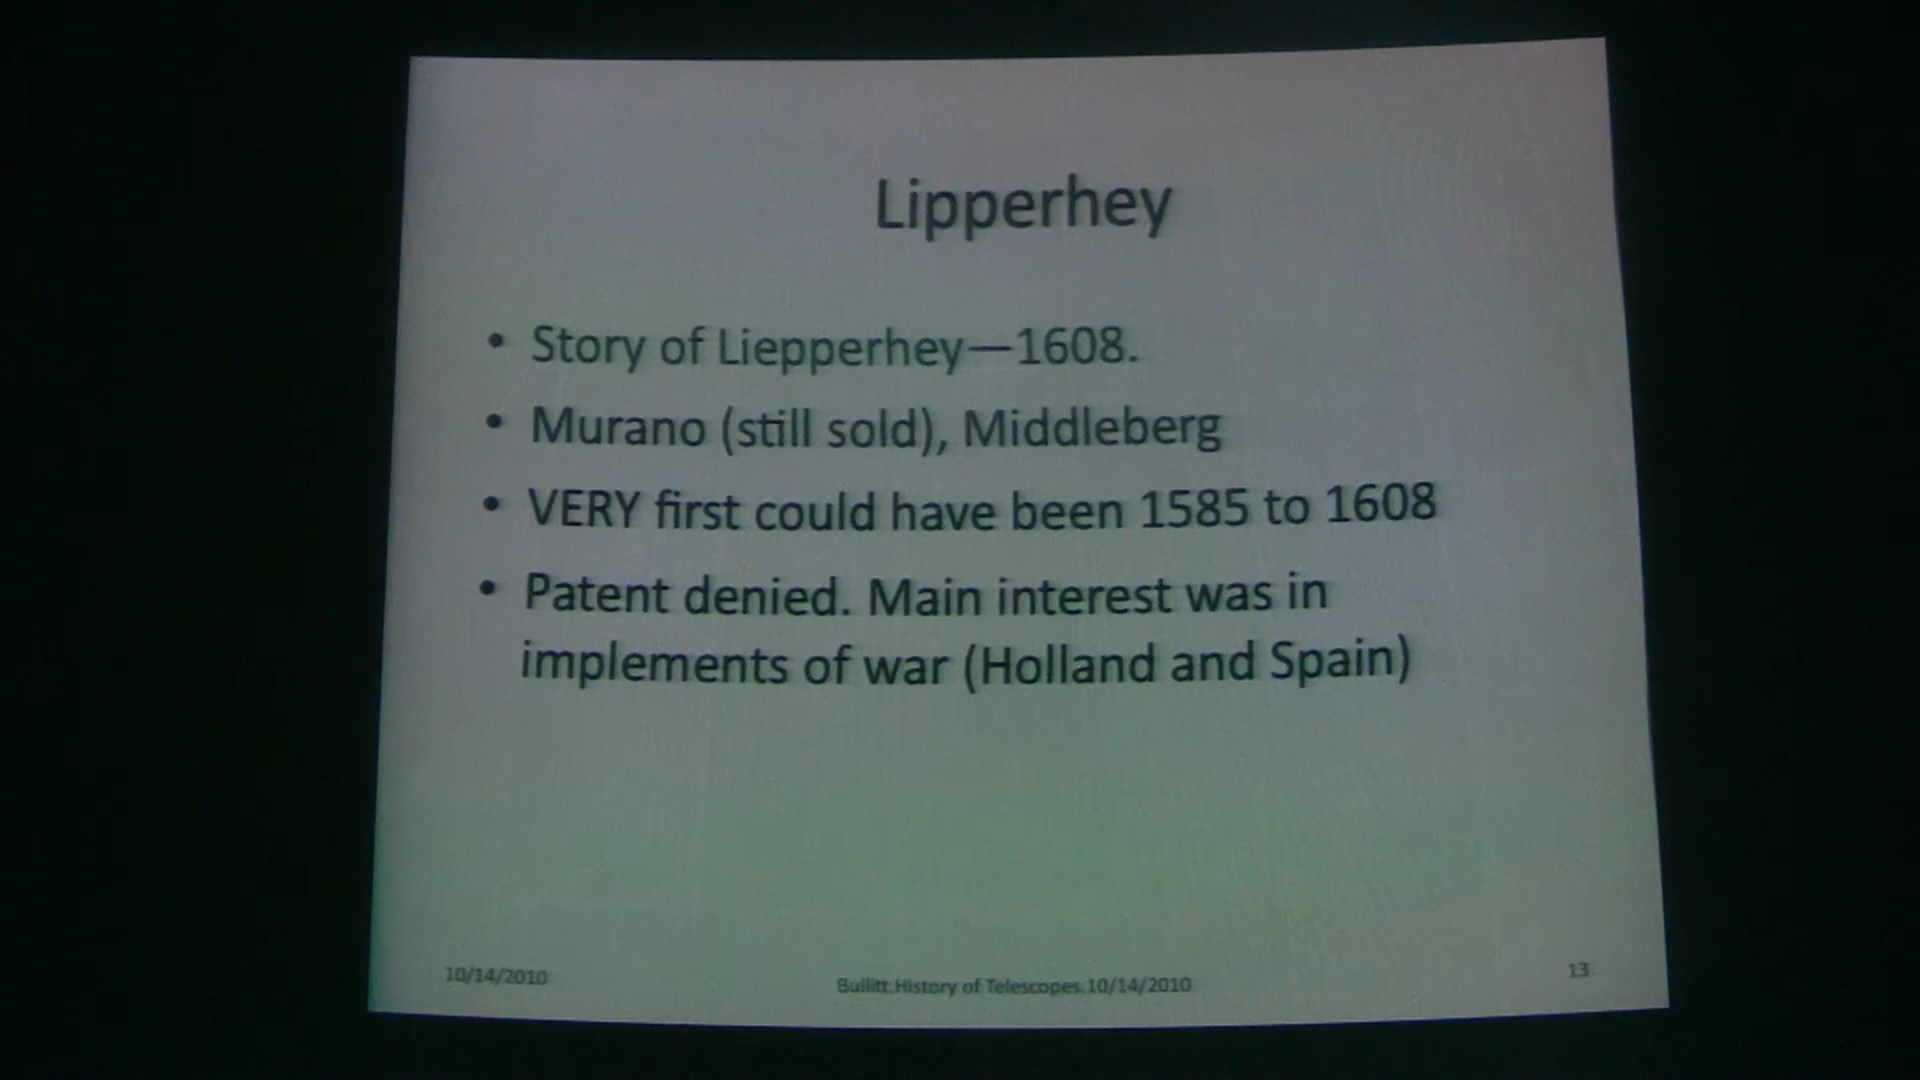 Lipperhey
• Story of Liepperhey—1608.
• Murano (still sold), Middleberg
• VERY first could have been 1585 to 1608
• Patent denied. Main interest was in
implements of war (Holland and Spain)
10/14/2010
Bullitt.History of Telescopes.10/14/2010
13